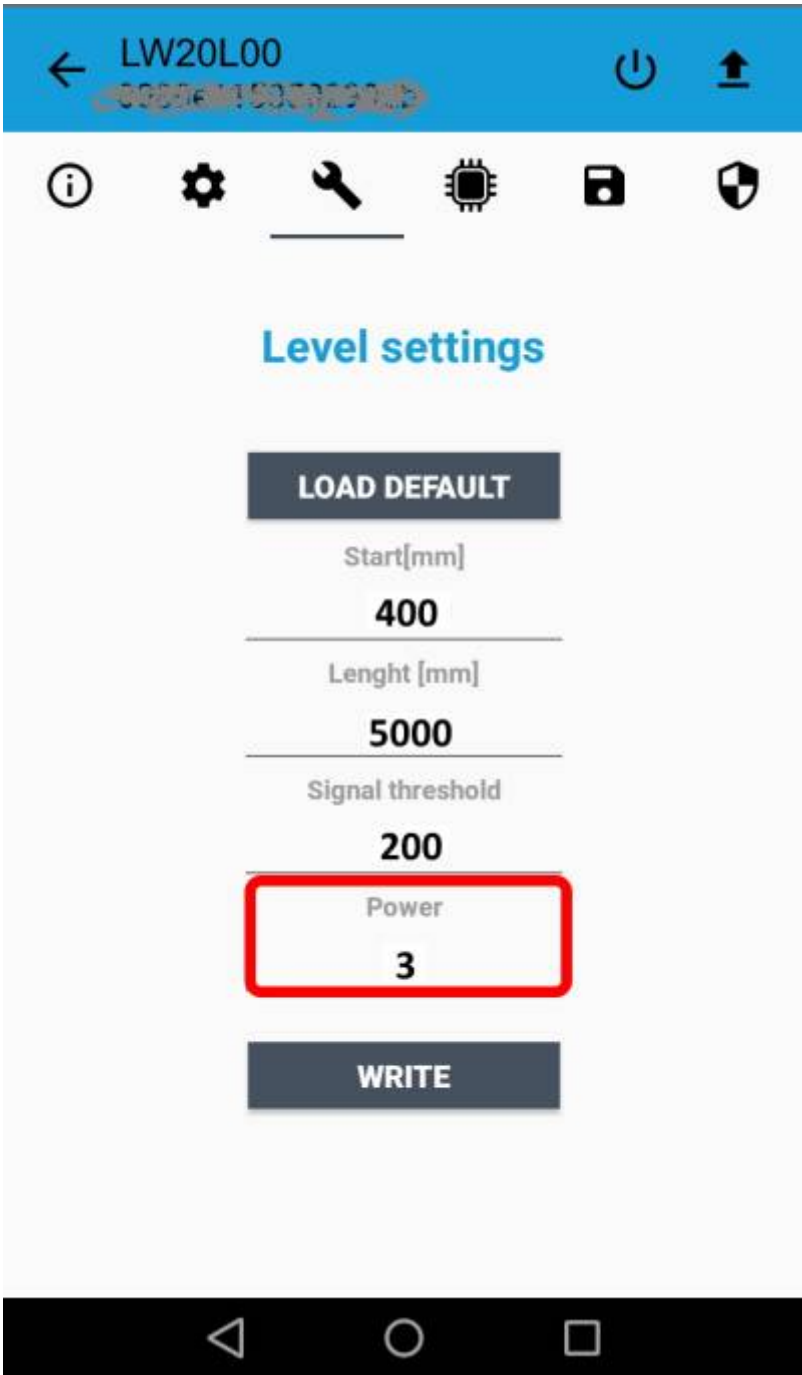 LW20L00
Level settings
LOAD DEFAULT
Start[mm]
400
Lenght [mm]
5000
Signal threshold
200
Power
3
WRITE